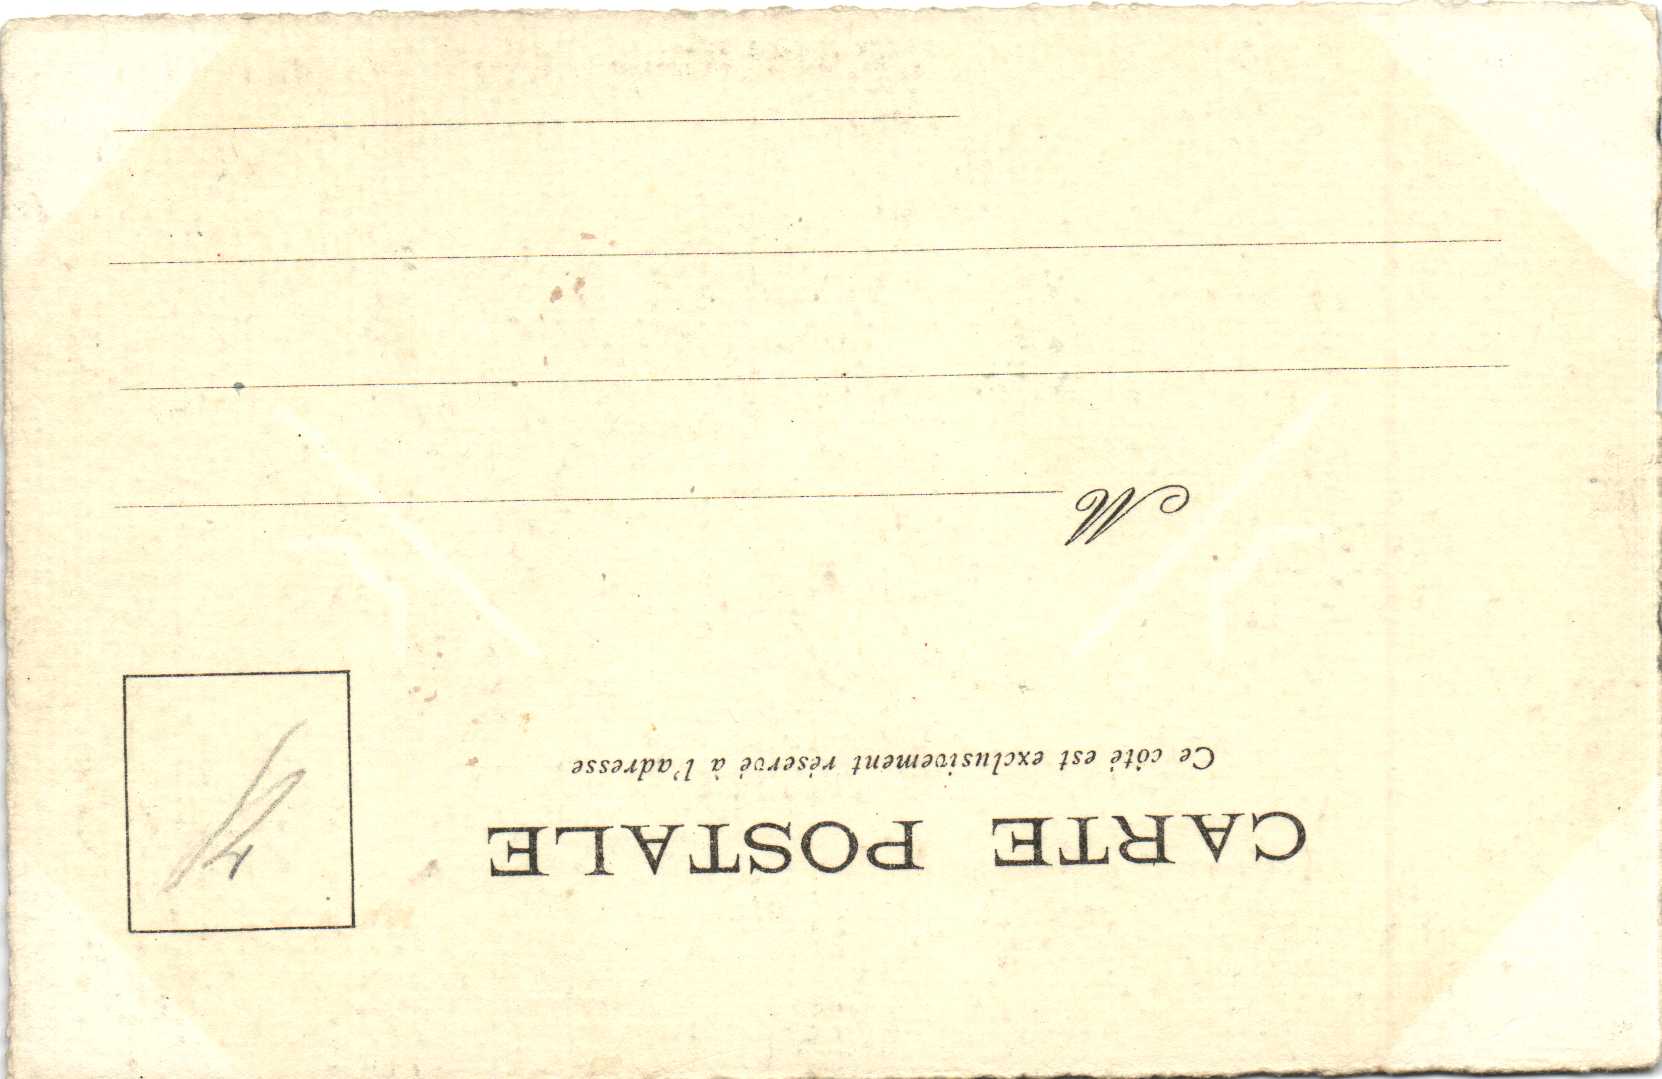 CARTE POSTALE
Ce côté est exclusivement réservé à l'adresse
M